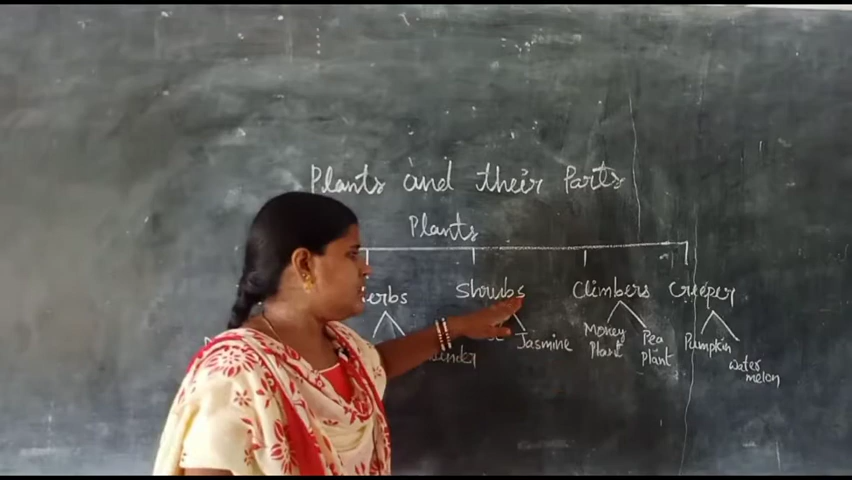 Plants and their Parts
Plants
erbs Shrubs Climbers Creeper
Jasmine Money Plant Pea Plant Pumpkin water melon